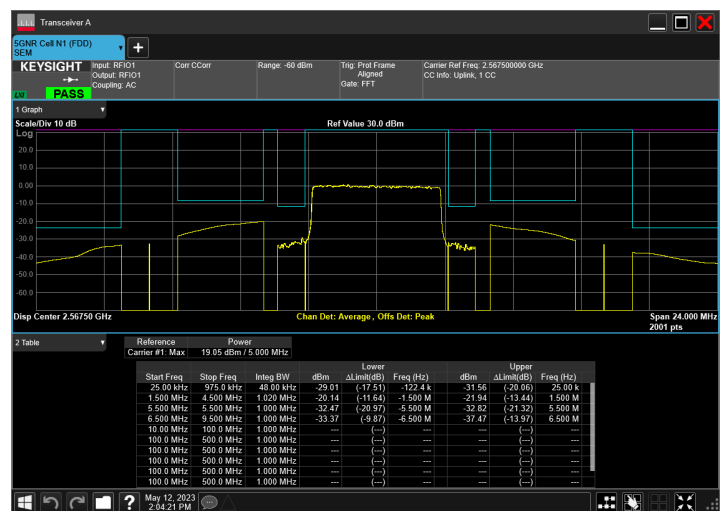 Transceiver A
5GNR Cell N1 (FDD)
SEM
+
KEYSIGHT
LXI PASS
Input: RFIO1
Output: RFIO1
Coupling: AC
Corr CCorr
Range: -60 dBm
Trig: Prot Frame
Aligned
Gate: FFT
Carrier Ref Freq: 2.567500000 GHz
CC Info: Uplink, 1 CC
1 Graph
Scale/Div 10 dB Ref Value 30.0 dBm
Log
20.0
10.0
0.00
-10.0
-20.0
-30.0
-40.0
-50.0
-60.0
Disp Center 2.56750 GHz Chan Det: Average , Offs Det: Peak Span 24.000 MHz
2001 pts
2 Table
Reference Power
Carrier #1: Max 19.05 dBm / 5.000 MHz
Lower Upper
Start Freq Stop Freq Integ BW dBm ΔLimit(dB) Freq (Hz) dBm ΔLimit(dB) Freq (Hz)
25.00 kHz 975.0 kHz 48.00 kHz -29.01 (-17.51) -122.4 k -31.56 (-20.06) 25.00 k
1.500 MHz 4.500 MHz 1.020 MHz -20.14 (-11.64) -1.500 M -21.94 (-13.44) 1.500 M
5.500 MHz 5.500 MHz 1.000 MHz -32.47 (-20.97) -5.500 M -32.82 (-21.32) 5.500 M
6.500 MHz 9.500 MHz 1.000 MHz -33.37 (-9.87) -6.500 M -37.47 (-13.97) 6.500 M
10.00 MHz 100.0 MHz 1.000 MHz --- (---) --- --- (---) ---
100.0 MHz 500.0 MHz 1.000 MHz --- (---) --- --- (---) ---
100.0 MHz 500.0 MHz 1.000 MHz --- (---) --- --- (---) ---
100.0 MHz 500.0 MHz 1.000 MHz --- (---) --- --- (---) ---
100.0 MHz 500.0 MHz 1.000 MHz --- (---) --- --- (---) ---
100.0 MHz 500.0 MHz 1.000 MHz --- (---) --- --- (---) ---
?
May 12, 2023
2:04:21 PM